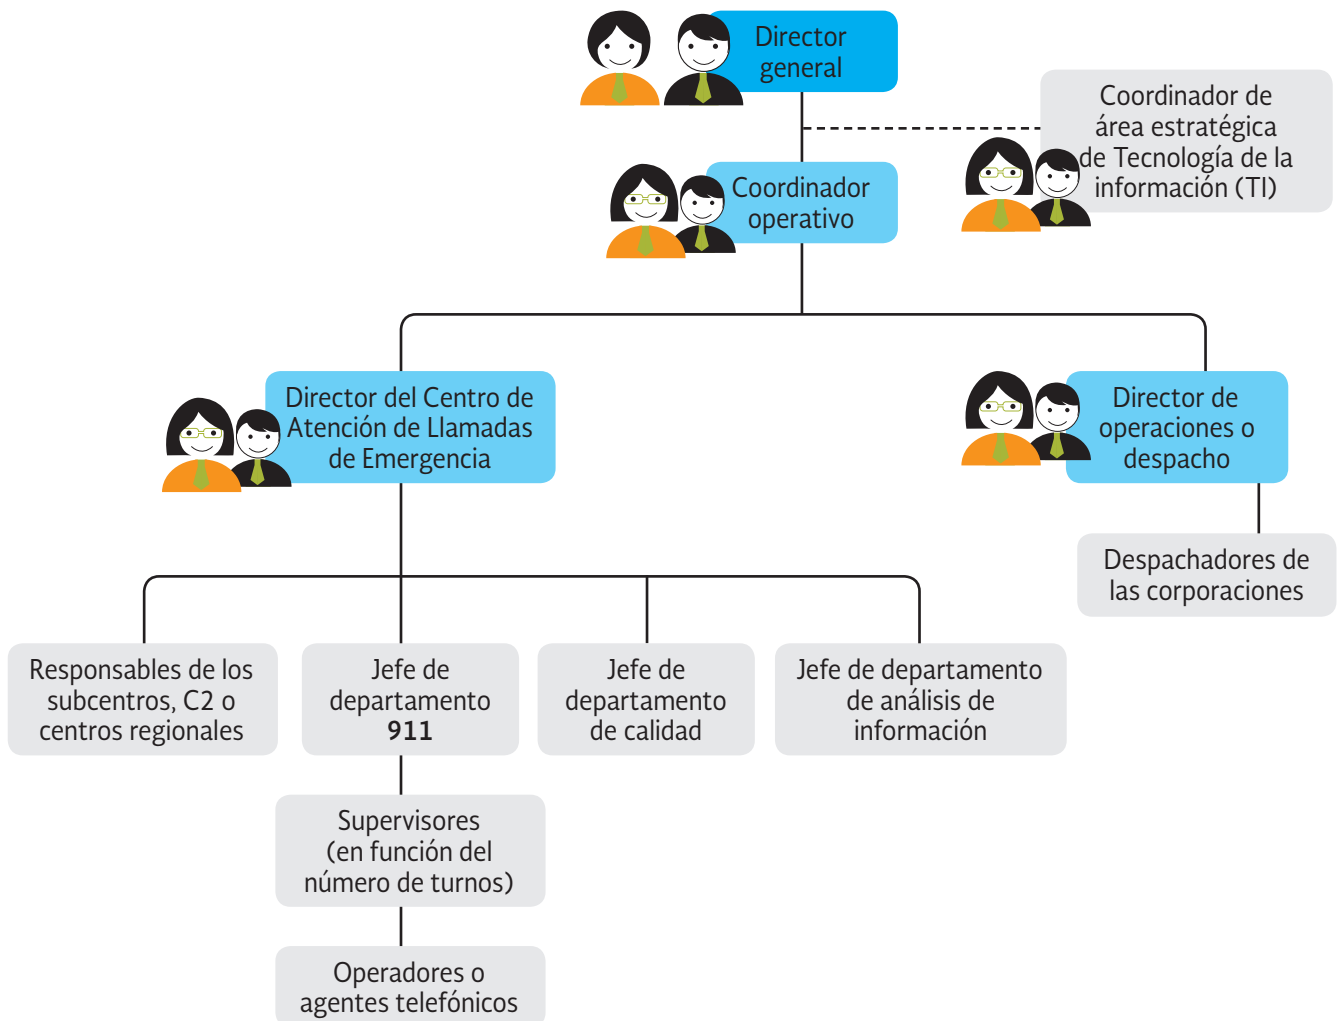 Director
general
Coordinador de
área estratégica
de Tecnología de la
información (TI)
Coordinador
operativo
Director del Centro de
Atención de Llamadas
de Emergencia
Director de
operaciones o
despacho
Despachadores de
las corporaciones
Responsables de los
subcentros, C2 o
centros regionales
Jefe de
departamento
911
Jefe de
departamento
de calidad
Jefe de departamento
de análisis de
información
Supervisores
(en función del
número de turnos)
Operadores o
agentes telefónicos